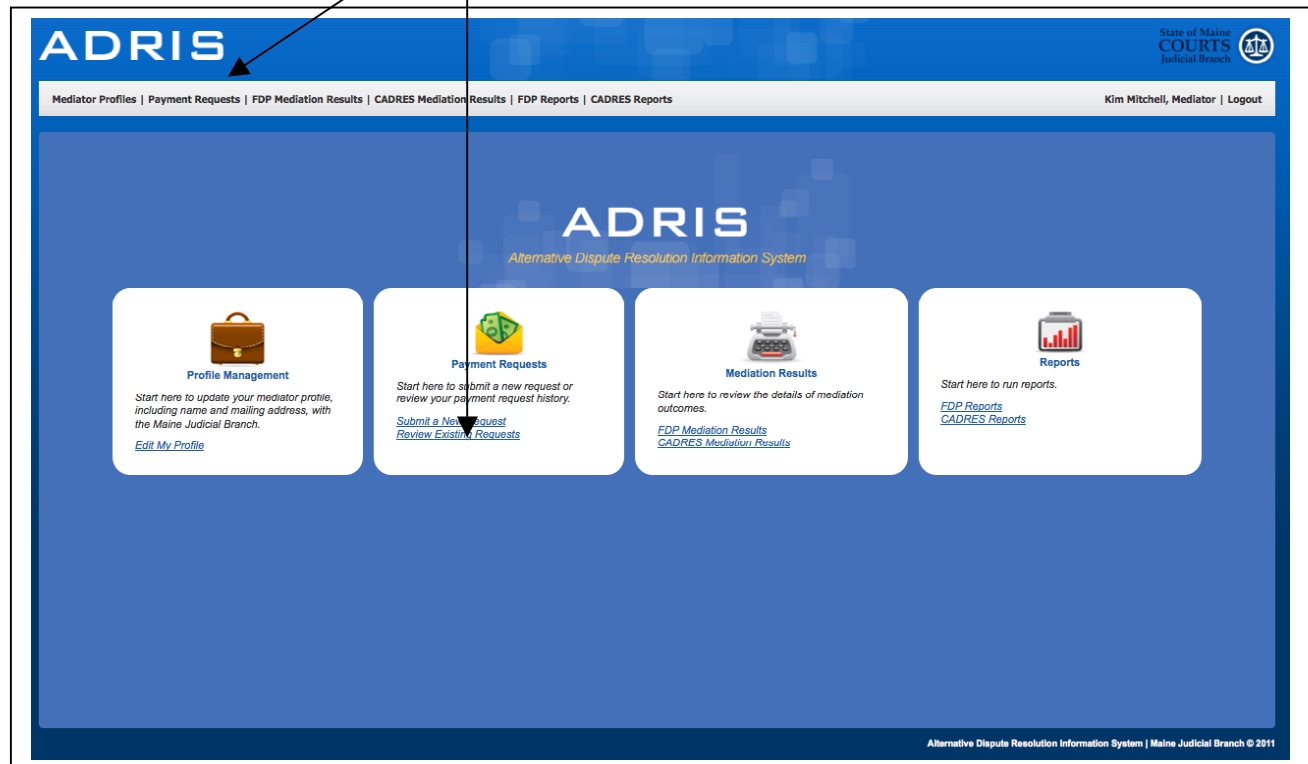 ADRIS
State of Maine
COURTS
Judicial Branch
Mediator Profiles | Payment Requests | FDP Mediation Results | CADRES Mediation Results | FDP Reports | CADRES Reports
Kim Mitchell, Mediator | Logout
ADRIS
Alternative Dispute Resolution Information System
Profile Management
Start here to update your mediator profile,
including name and mailing address, with
the Maine Judicial Branch.
Edit My Profile
Payment Requests
Start here to submit a new request or
review your payment request history.
Submit a New Request
Review Existing Requests
Mediation Results
Start here to review the details of mediation
outcomes.
FDP Mediation Results
CADRES Mediation Results
Reports
Start here to run reports.
FDP Reports
CADRES Reports
Alternative Dispute Resolution Information System | Maine Judicial Branch © 2011